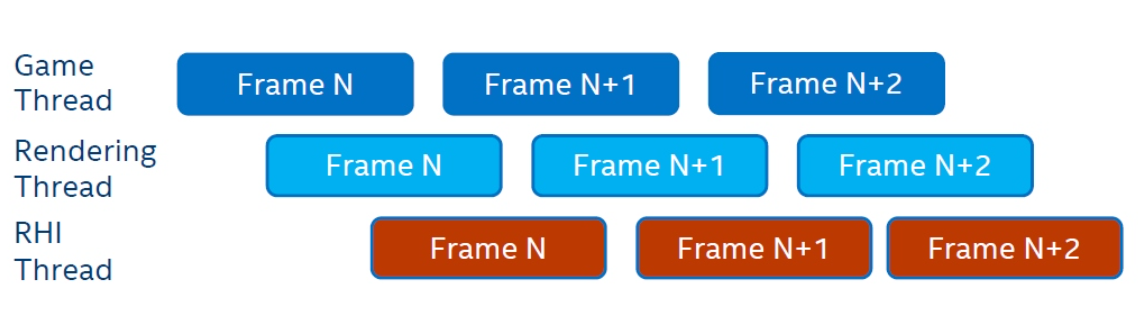 Game
Thread
Frame N
Frame N+1
Frame N+2
Rendering
Thread
Frame N
Frame N+1
Frame N+2
RHI
Thread
Frame N
Frame N+1
Frame N+2